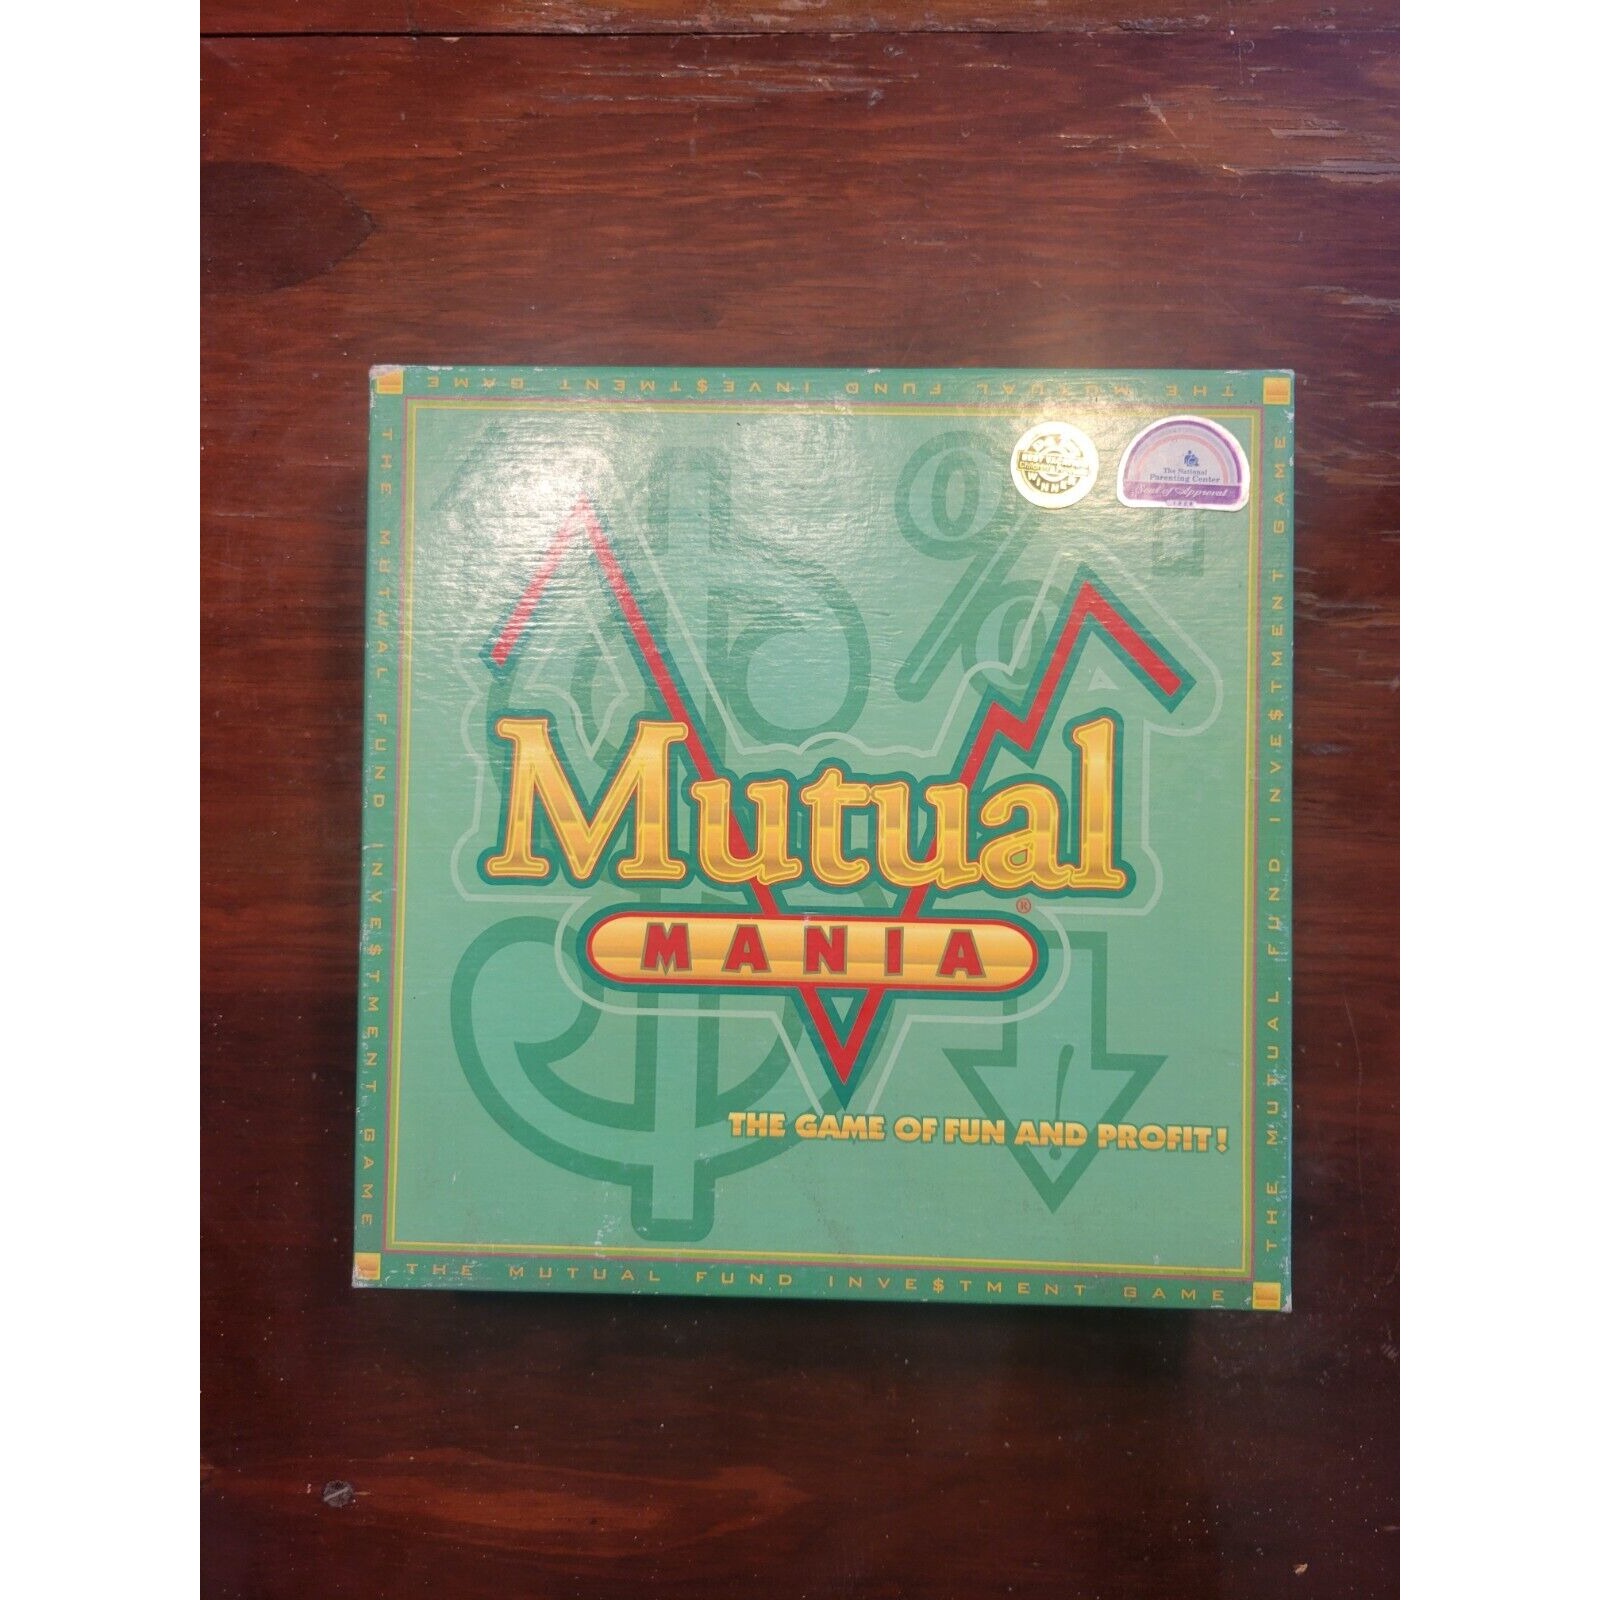 THE MUTUAL FUND INVE$TMENT GAME
WINNER
The National
Parenting Center
Seal of Approval
Mutual
®
MANIA
THE GAME OF FUN AND PROFIT!
THE MUTUAL FUND INVE$TMENT GAME
THE MUTUAL FUND INVE$TMENT GAME
THE MUTUAL FUND INVE$TMENT GAME